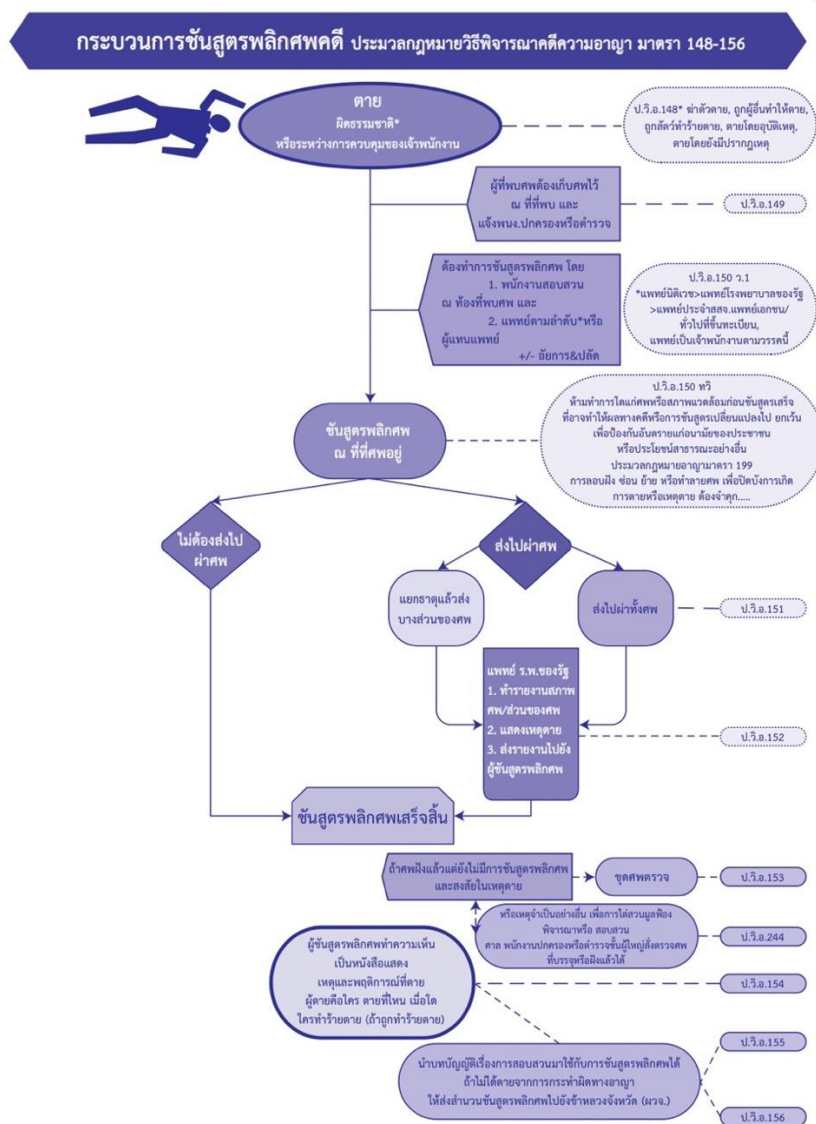 กระบวนการชันสูตรพลิกศพคดี ประมวลกฎหมายวิธีพิจารณาคดีความอาญา มาตรา 148-156
ตาย
ผิดธรรมชาติ*
หรือระหว่างการควบคุมของเจ้าพนักงาน
ป.วิ.อ.148* ฆ่าตัวตาย, ถูกผู้อื่นทำให้ตาย,
ถูกสัตว์ทำร้ายตาย, ตายโดยอุบัติเหตุ,
ตายโดยยังมิปรากฏเหตุ
ผู้ที่พบศพต้องเก็บศพไว้
ณ ที่ที่พบ และ
แจ้งพนง.ปกครองหรือตำรวจ
ป.วิ.อ.149
ต้องทำการชันสูตรพลิกศพ โดย
1. พนักงานสอบสวน
ณ ท้องที่พบศพ และ
2. แพทย์ตามลำดับ*หรือ
ผู้แทนแพทย์
+/- อัยการ&ปลัด
ป.วิ.อ.150 ว.1
*แพทย์นิติเวช>แพทย์โรงพยาบาลของรัฐ
>แพทย์ประจำสสจ.แพทย์เอกชน/
ทั่วไปที่ขึ้นทะเบียน,
แพทย์เป็นเจ้าพนักงานตามวรรคนี้
ชันสูตรพลิกศพ
ณ ที่ที่ศพอยู่
ป.วิ.อ.150 ทวิ
ห้ามทำการใดแก่ศพหรือสภาพแวดล้อมก่อนชันสูตรเสร็จ
ที่อาจทำให้ผลทางคดีหรือการชันสูตรเปลี่ยนแปลงไป ยกเว้น
เพื่อป้องกันอันตรายแก่อนามัยของประชาชน
หรือประโยชน์สาธารณะอย่างอื่น
ประมวลกฎหมายอาญามาตรา 199
การลอบฝัง ซ่อน ย้าย หรือทำลายศพ เพื่อปิดบังการเกิด
การตายหรือเหตุตาย ต้องจำคุก.....
ไม่ต้องส่งไป
ผ่าศพ
ส่งไปผ่าศพ
แยกธาตุแล้วส่ง
บางส่วนของศพ
ส่งไปผ่าทั้งศพ
ป.วิ.อ.151
แพทย์ ร.พ.ของรัฐ
1. ทำรายงานสภาพ
ศพ/ส่วนของศพ
2. แสดงเหตุตาย
3. ส่งรายงานไปยัง
ผู้ชันสูตรพลิกศพ
ป.วิ.อ.152
ชันสูตรพลิกศพเสร็จสิ้น
ถ้าศพฝังแล้วแต่ยังไม่มีการชันสูตรพลิกศพ
และสงสัยในเหตุตาย
ขุดศพตรวจ
ป.วิ.อ.153
หรือเหตุจำเป็นอย่างอื่น เพื่อการไต่สวนมูลฟ้อง
พิจารณาหรือ สอบสวน
ศาล พนักงานปกครองหรือตำรวจชั้นผู้ใหญ่สั่งตรวจศพ
ที่บรรจุหรือฝังแล้วได้
ป.วิ.อ.244
ผู้ชันสูตรพลิกศพทำความเห็น
เป็นหนังสือแสดง
เหตุและพฤติการณ์ที่ตาย
ผู้ตายคือใคร ตายที่ไหน เมื่อใด
ใครทำร้ายตาย (ถ้าถูกทำร้ายตาย)
ป.วิ.อ.154
ป.วิ.อ.155
นำบทบัญญัติเรื่องการสอบสวนมาใช้กับการชันสูตรพลิกศพได้
ถ้าไม่ได้ตายจากการกระทำผิดทางอาญา
ให้ส่งสำนวนชันสูตรพลิกศพไปยังข้าหลวงจังหวัด (ผวจ.)
ป.วิ.อ.156